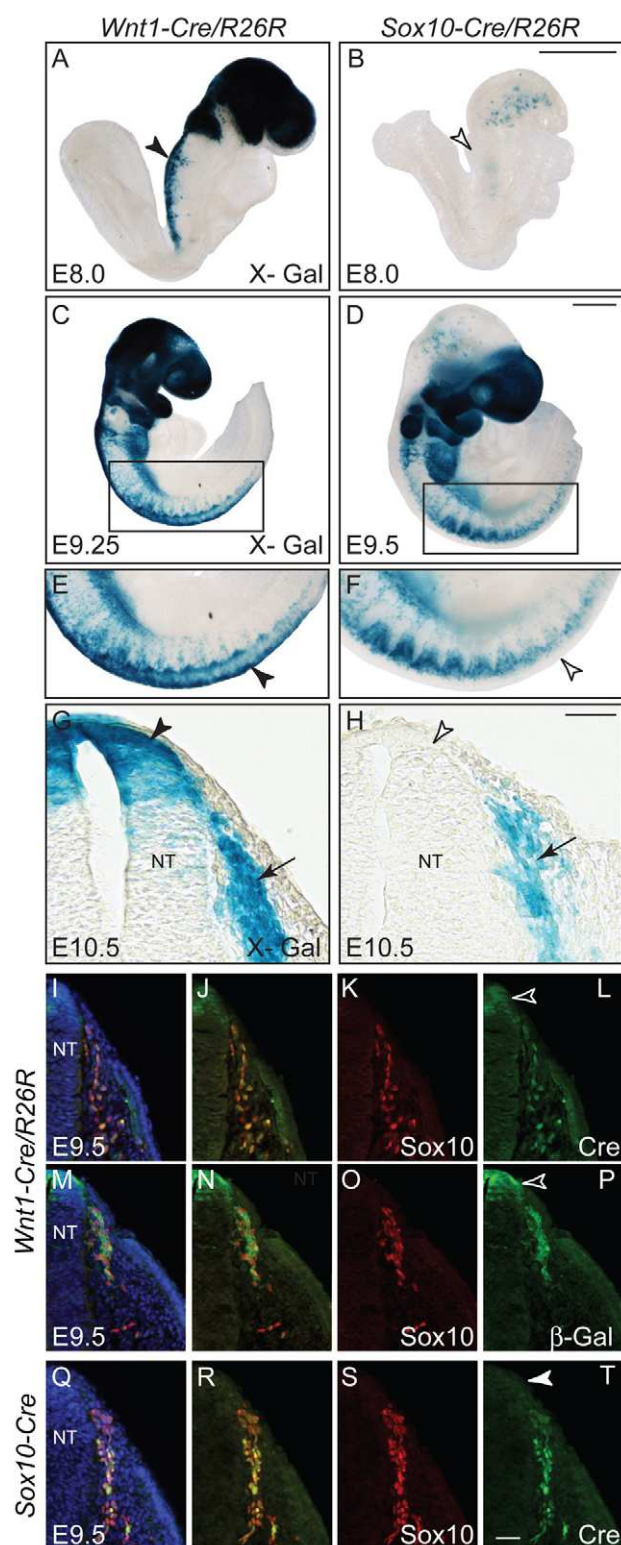 Wnt1-Cre/R26R Sox10-Cre/R26R
A B
E8.0 X- Gal E8.0
C D
E9.25 X- Gal E9.5
E F
G H
NT NT
E10.5 X- Gal E10.5
Wnt1-Cre/R26R
I J K L
NT
E9.5 Sox10 Cre
M N NT O P
NT
E9.5 Sox10 β-Gal
Sox10-Cre
Q R S T
NT
E9.5 Sox10 Cre